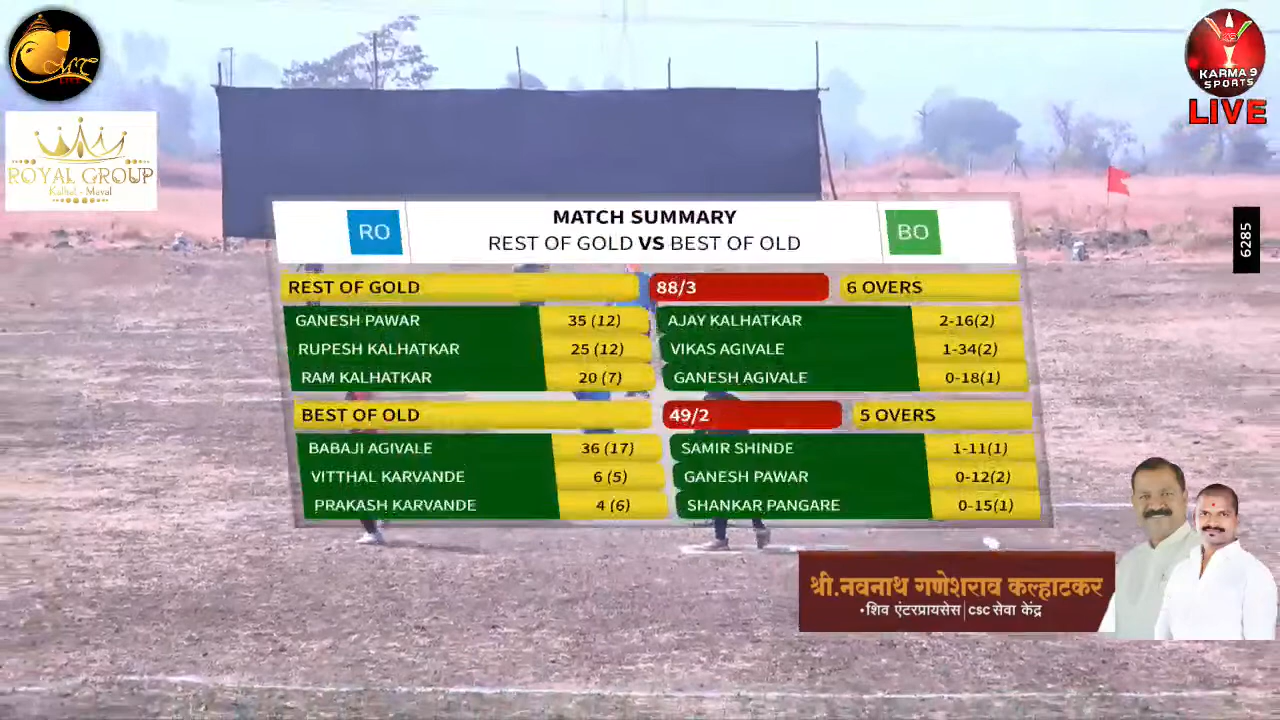 CMT
LIVE
KARMA 9
SPORTS
LIVE
ROYAL GROUP
Kalhat - Maval
6285
RO
MATCH SUMMARY
REST OF GOLD VS BEST OF OLD
BO
REST OF GOLD 88/3 6 OVERS
GANESH PAWAR 35 (12) AJAY KALHATKAR 2-16(2)
RUPESH KALHATKAR 25 (12) VIKAS AGIVALE 1-34(2)
RAM KALHATKAR 20 (7) GANESH AGIVALE 0-18(1)
BEST OF OLD 49/2 5 OVERS
BABAJI AGIVALE 36 (17) SAMIR SHINDE 1-11(1)
VITTHAL KARVANDE 6 (5) GANESH PAWAR 0-12(2)
PRAKASH KARVANDE 4 (6) SHANKAR PANGARE 0-15(1)
श्री.नवनाथ गणेशराव कल्हाटकर
•शिव एंटरप्रायसेस|CSC सेवा केंद्र